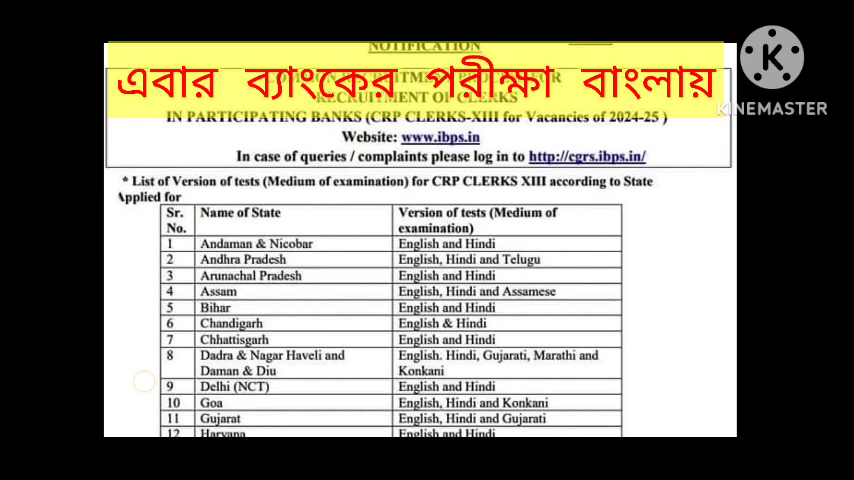 NOTIFICATION
এবার ব্যাংকের পরীক্ষা বাংলায়
RECRUITMENT OF CLERKS
IN PARTICIPATING BANKS (CRP CLERKS-XIII for Vacancies of 2024-25 )
Website: www.ibps.in
In case of queries / complaints please log in to http://cgrs.ibps.in/
KINEMASTER
* List of Version of tests (Medium of examination) for CRP CLERKS XIII according to State
Applied for
Sr. No. Name of State Version of tests (Medium of examination)
1 Andaman & Nicobar English and Hindi
2 Andhra Pradesh English, Hindi and Telugu
3 Arunachal Pradesh English and Hindi
4 Assam English, Hindi and Assamese
5 Bihar English and Hindi
6 Chandigarh English & Hindi
7 Chhattisgarh English and Hindi
8 Dadra & Nagar Haveli and Daman & Diu English. Hindi, Gujarati, Marathi and Konkani
9 Delhi (NCT) English and Hindi
10 Goa English, Hindi and Konkani
11 Gujarat English, Hindi and Gujarati
12 Haryana English and Hindi